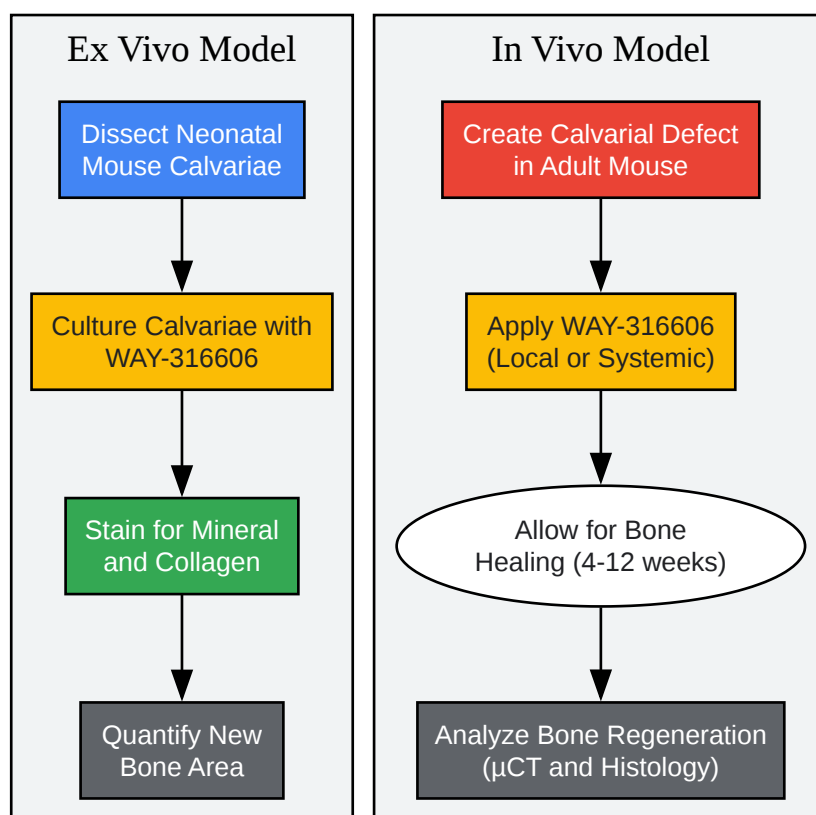 Ex Vivo Model
Dissect Neonatal
Mouse Calvariae
Culture Calvariae with
WAY-316606
Stain for Mineral
and Collagen
Quantify New
Bone Area
In Vivo Model
Create Calvarial Defect
in Adult Mouse
Apply WAY-316606
(Local or Systemic)
Allow for Bone
Healing (4-12 weeks)
Analyze Bone Regeneration
(µCT and Histology)